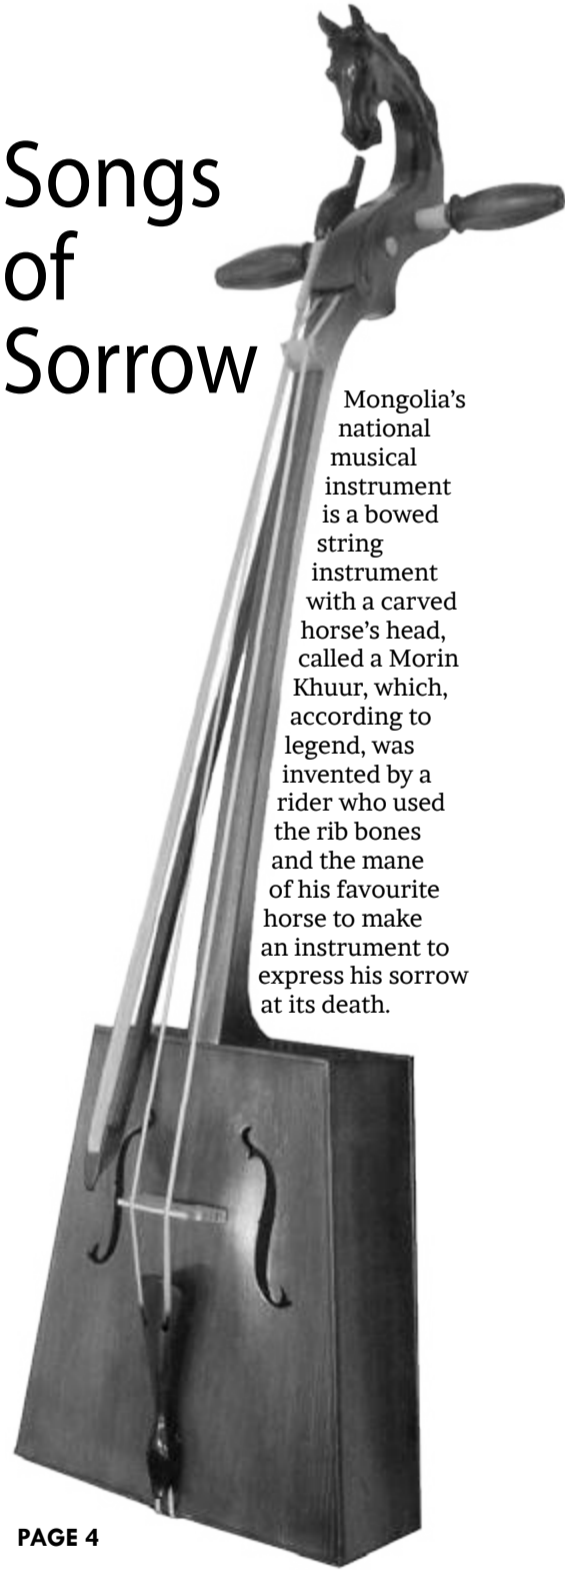 Songs
of
Sorrow
Mongolia’s
national
musical
instrument
is a bowed
string
instrument
with a carved
horse’s head,
called a Morin
Khuur, which,
according to
legend, was
invented by a
rider who used
the rib bones
and the mane
of his favourite
horse to make
an instrument to
express his sorrow
at its death.
PAGE 4